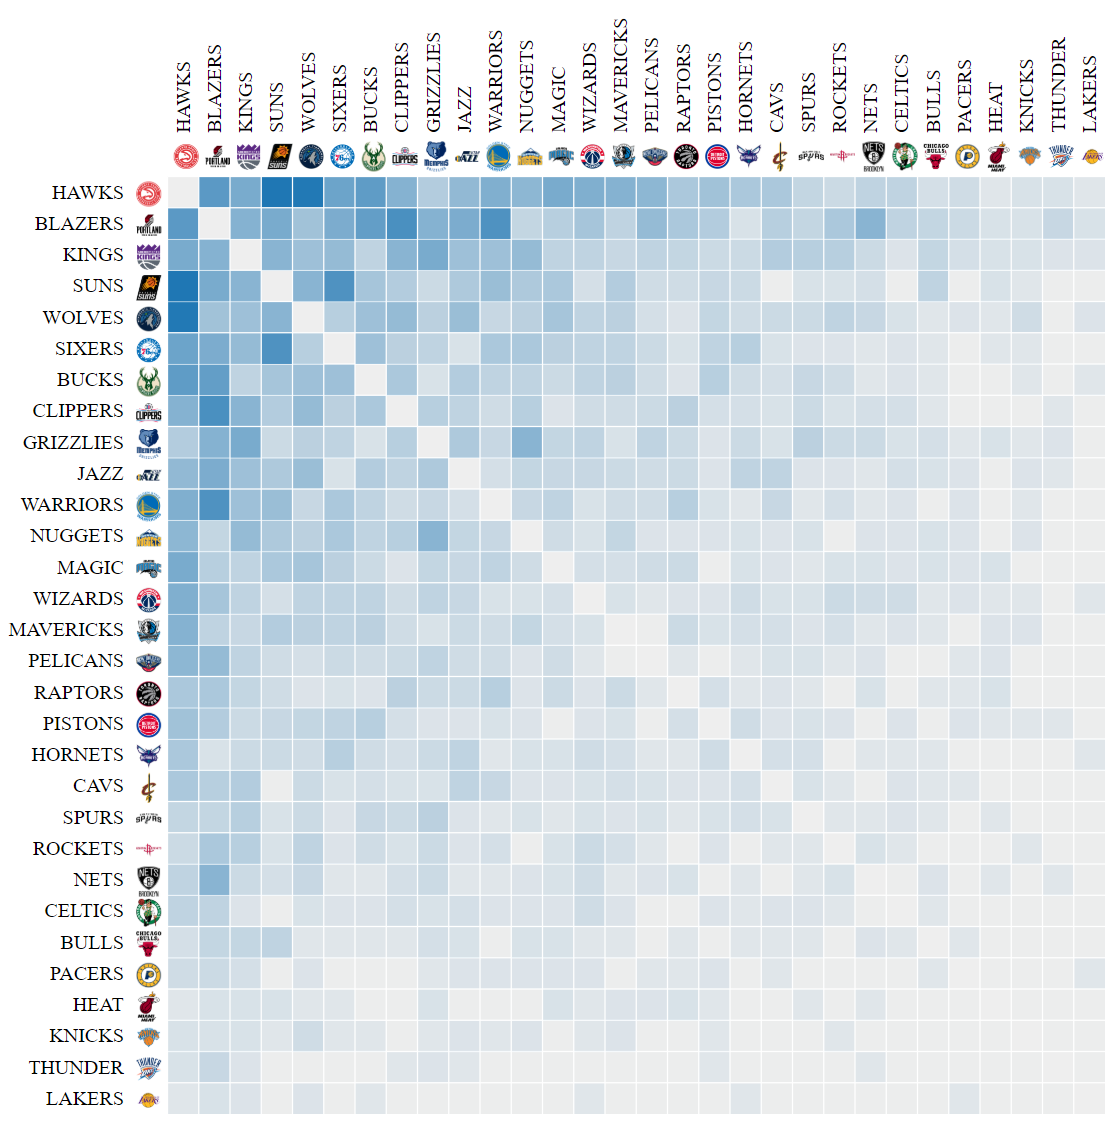 HAWKS
BLAZERS
KINGS
SUNS
WOLVES
SIXERS
BUCKS
CLIPPERS
GRIZZLIES
JAZZ
WARRIORS
NUGGETS
MAGIC
WIZARDS
MAVERICKS
PELICANS
RAPTORS
PISTONS
HORNETS
CAVS
SPURS
ROCKETS
NETS
CELTICS
BULLS
PACERS
HEAT
KNICKS
THUNDER
LAKERS
HAWKS
BLAZERS
KINGS
SUNS
WOLVES
SIXERS
BUCKS
CLIPPERS
GRIZZLIES
JAZZ
WARRIORS
NUGGETS
MAGIC
WIZARDS
MAVERICKS
PELICANS
RAPTORS
PISTONS
HORNETS
CAVS
SPURS
ROCKETS
NETS
CELTICS
BULLS
PACERS
HEAT
KNICKS
THUNDER
LAKERS